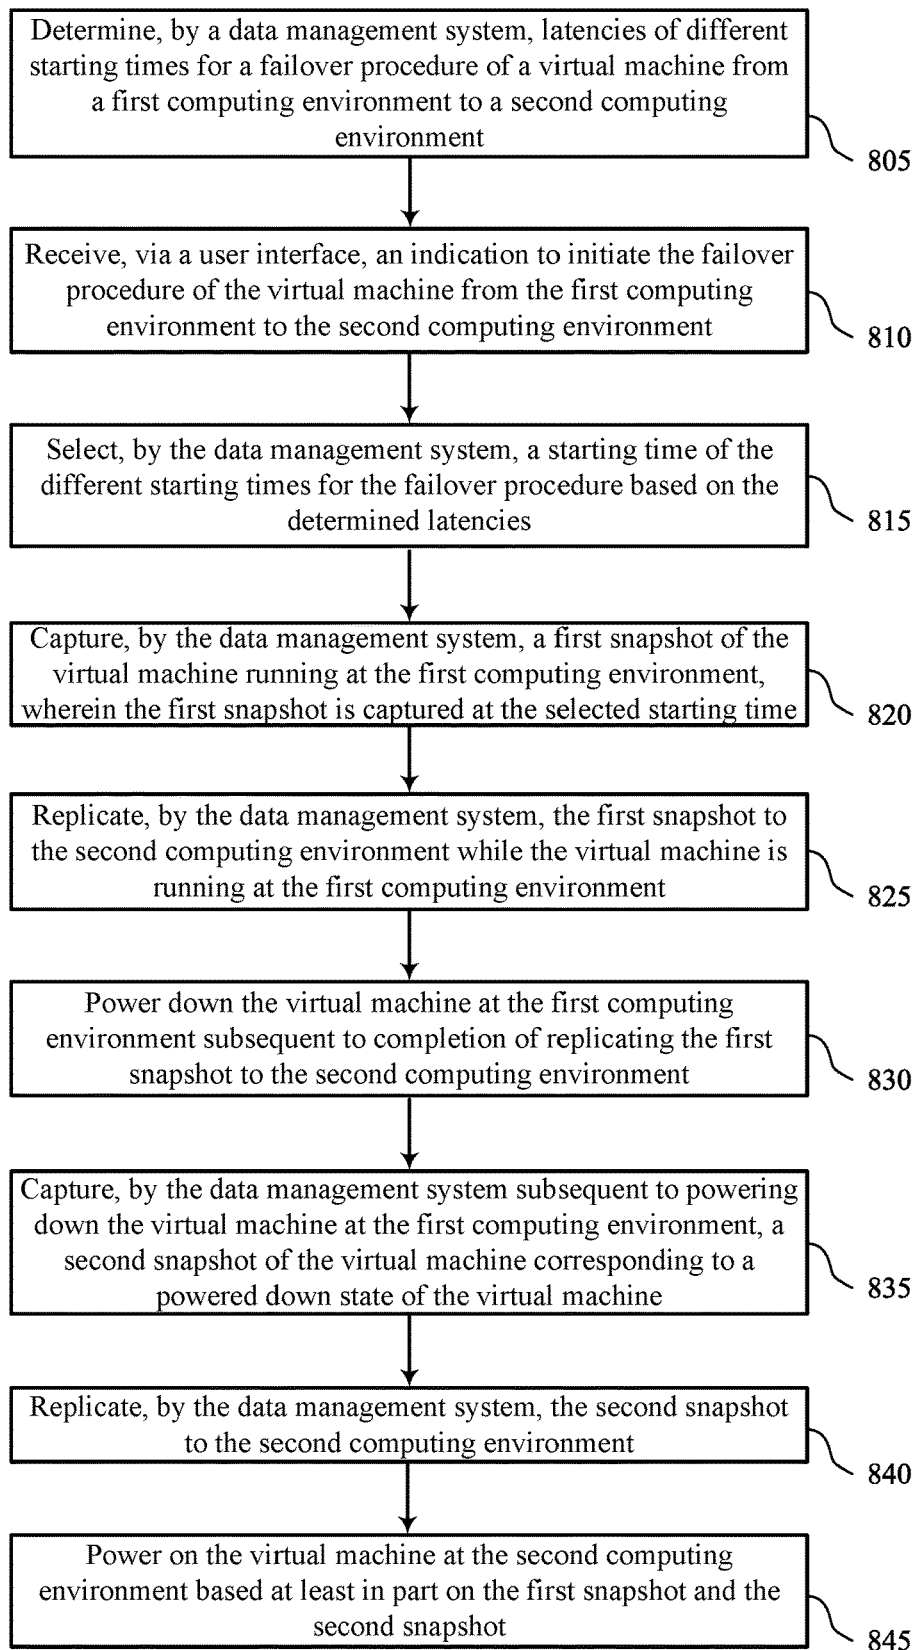 Determine, by a data management system, latencies of different
starting times for a failover procedure of a virtual machine from
a first computing environment to a second computing
environment
805
Receive, via a user interface, an indication to initiate the failover
procedure of the virtual machine from the first computing
environment to the second computing environment
810
Select, by the data management system, a starting time of the
different starting times for the failover procedure based on the
determined latencies
815
Capture, by the data management system, a first snapshot of the
virtual machine running at the first computing environment,
wherein the first snapshot is captured at the selected starting time
820
Replicate, by the data management system, the first snapshot to
the second computing environment while the virtual machine is
running at the first computing environment
825
Power down the virtual machine at the first computing
environment subsequent to completion of replicating the first
snapshot to the second computing environment
830
Capture, by the data management system subsequent to powering
down the virtual machine at the first computing environment, a
second snapshot of the virtual machine corresponding to a
powered down state of the virtual machine
835
Replicate, by the data management system, the second snapshot
to the second computing environment
840
Power on the virtual machine at the second computing
environment based at least in part on the first snapshot and the
second snapshot
845